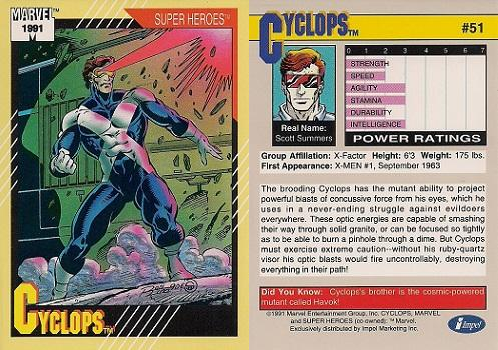 MARVEL™
1991
SUPER HEROES™
CYCLOPS™
CYCLOPS™
#51
0 1 2 3 4 5 6 7
STRENGTH
SPEED
AGILITY
STAMINA
DURABILITY
INTELLIGENCE
POWER RATINGS
Real Name:
Scott Summers
Group Affiliation: X-Factor Height: 6'3 Weight: 175 lbs.
First Appearance: X-MEN #1, September 1963
The brooding Cyclops has the mutant ability to project
powerful blasts of concussive force from his eyes, which he
uses in a never-ending struggle against evildoers
everywhere. These optic energies are capable of smashing
their way through solid granite, or can be focused so tightly
as to be able to burn a pinhole through a dime. But Cyclops
must exercise extreme caution--without his ruby-quartz
visor his optic blasts would fire uncontrollably, destroying
everything in their path!
Did You Know: Cyclops's brother is the cosmic-powered
mutant called Havok!
©1991 Marvel Entertainment Group, Inc. CYCLOPS, MARVEL
and SUPER HEROES (co owned); ™ Marvel.
Exclusively distributed by Impel Marketing Inc.
Impel